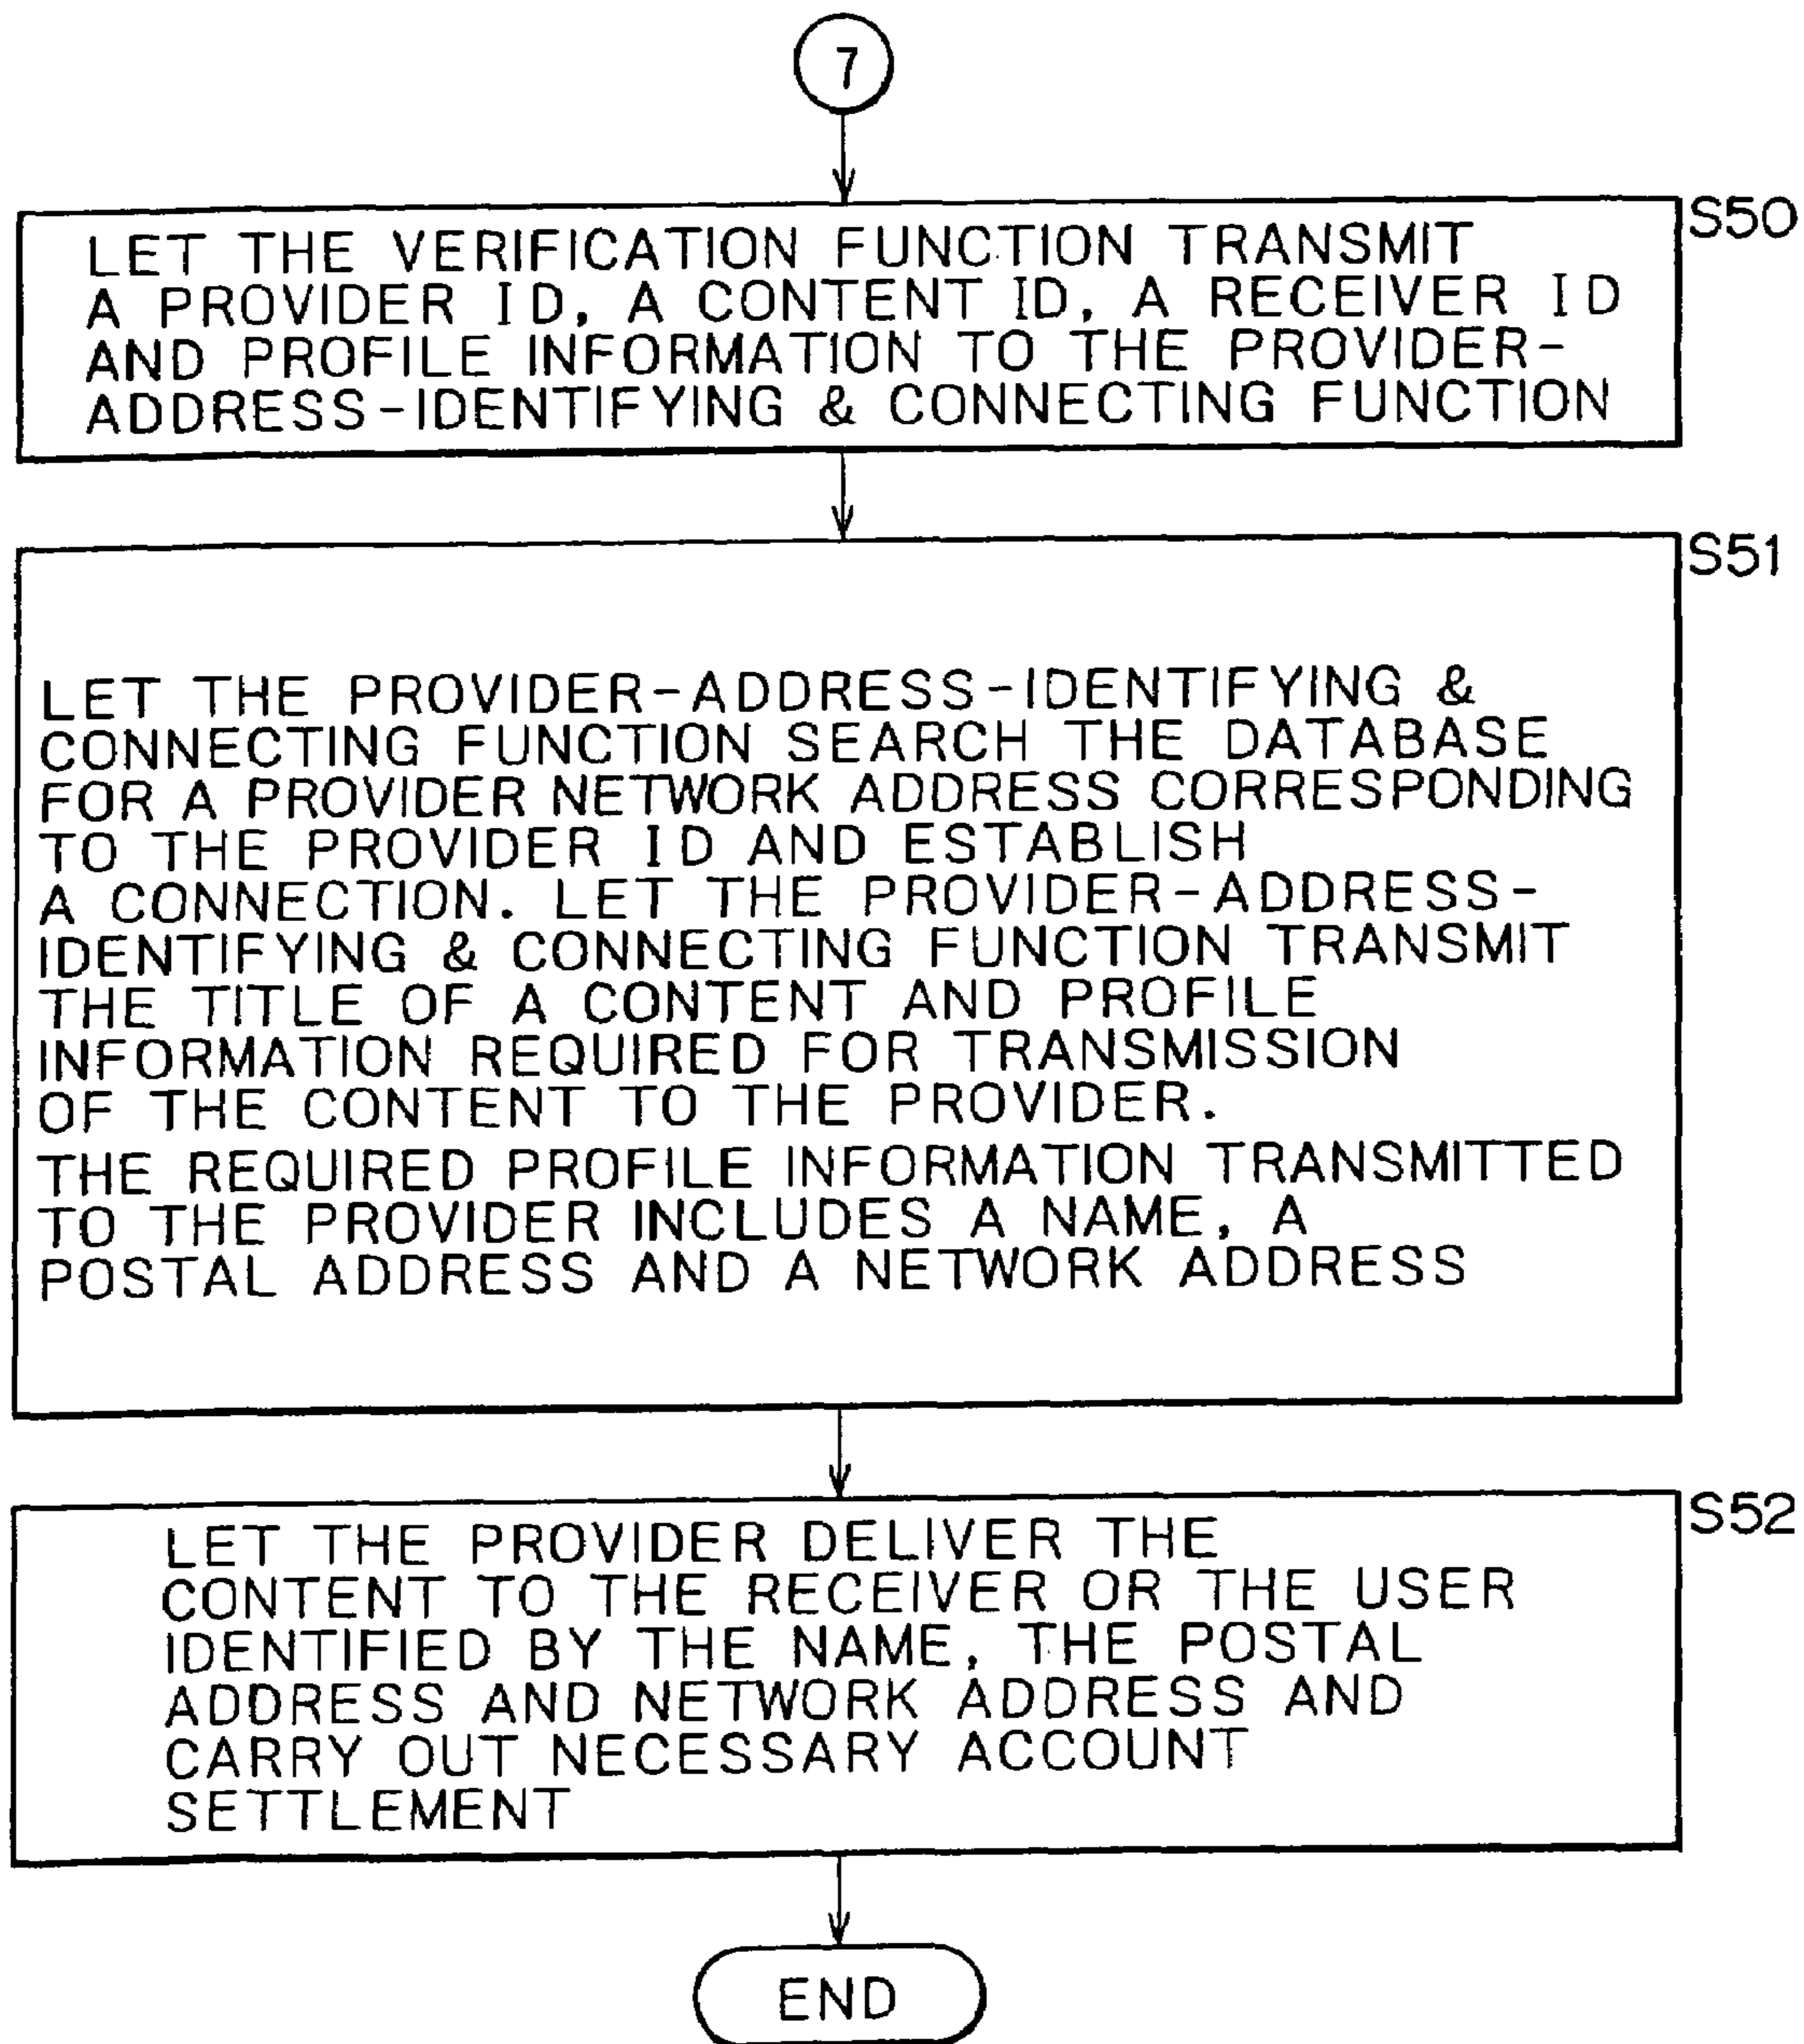 7
S50
LET THE VERIFICATION FUNCTION TRANSMIT
A PROVIDER ID, A CONTENT ID, A RECEIVER ID
AND PROFILE INFORMATION TO THE PROVIDER-
ADDRESS-IDENTIFYING & CONNECTING FUNCTION
S51
LET THE PROVIDER-ADDRESS-IDENTIFYING &
CONNECTING FUNCTION SEARCH THE DATABASE
FOR A PROVIDER NETWORK ADDRESS CORRESPONDING
TO THE PROVIDER ID AND ESTABLISH
A CONNECTION. LET THE PROVIDER-ADDRESS-
IDENTIFYING & CONNECTING FUNCTION TRANSMIT
THE TITLE OF A CONTENT AND PROFILE
INFORMATION REQUIRED FOR TRANSMISSION
OF THE CONTENT TO THE PROVIDER.
THE REQUIRED PROFILE INFORMATION TRANSMITTED
TO THE PROVIDER INCLUDES A NAME, A
POSTAL ADDRESS AND A NETWORK ADDRESS
S52
LET THE PROVIDER DELIVER THE
CONTENT TO THE RECEIVER OR THE USER
IDENTIFIED BY THE NAME, THE POSTAL
ADDRESS AND NETWORK ADDRESS AND
CARRY OUT NECESSARY ACCOUNT
SETTLEMENT
END